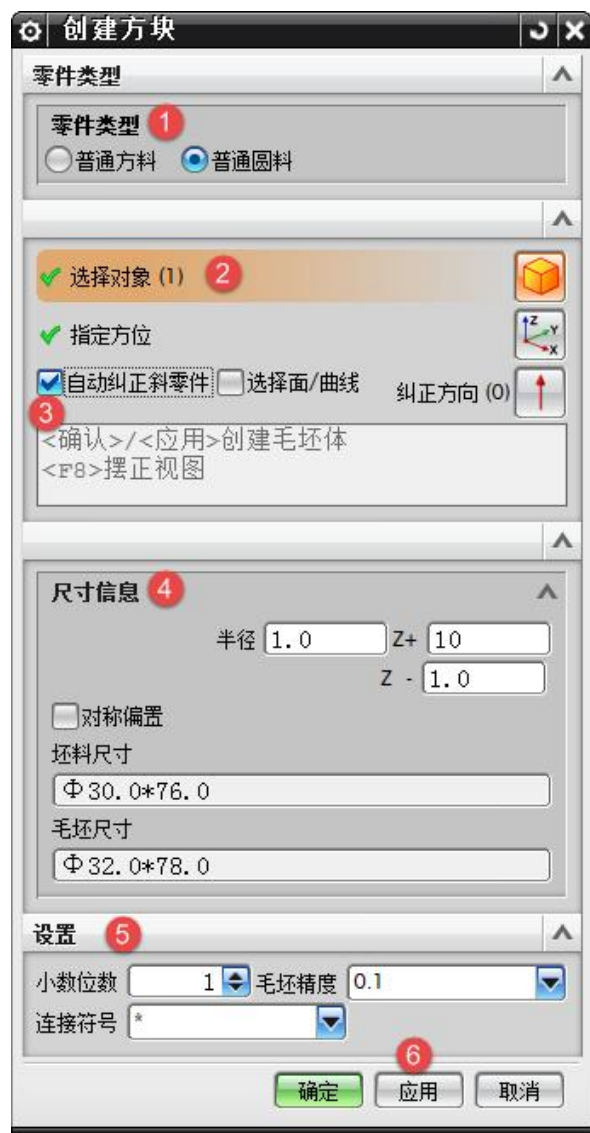 创建方块
零件类型
零件类型 1
普通方料 普通圆料
选择对象 (1) 2
指定方位
Z Y X
自动纠正斜零件 选择面/曲线 纠正方向 (0)
3
<确认>/<应用>创建毛坯体
<F8>摆正视图
尺寸信息 4
半径 1.0 Z+ 10
Z - 1.0
对称偏置
坯料尺寸
Φ30.0*76.0
毛坯尺寸
Φ32.0*78.0
设置 5
小数位数 1 毛坯精度 0.1
连接符号 *
6
确定 应用 取消